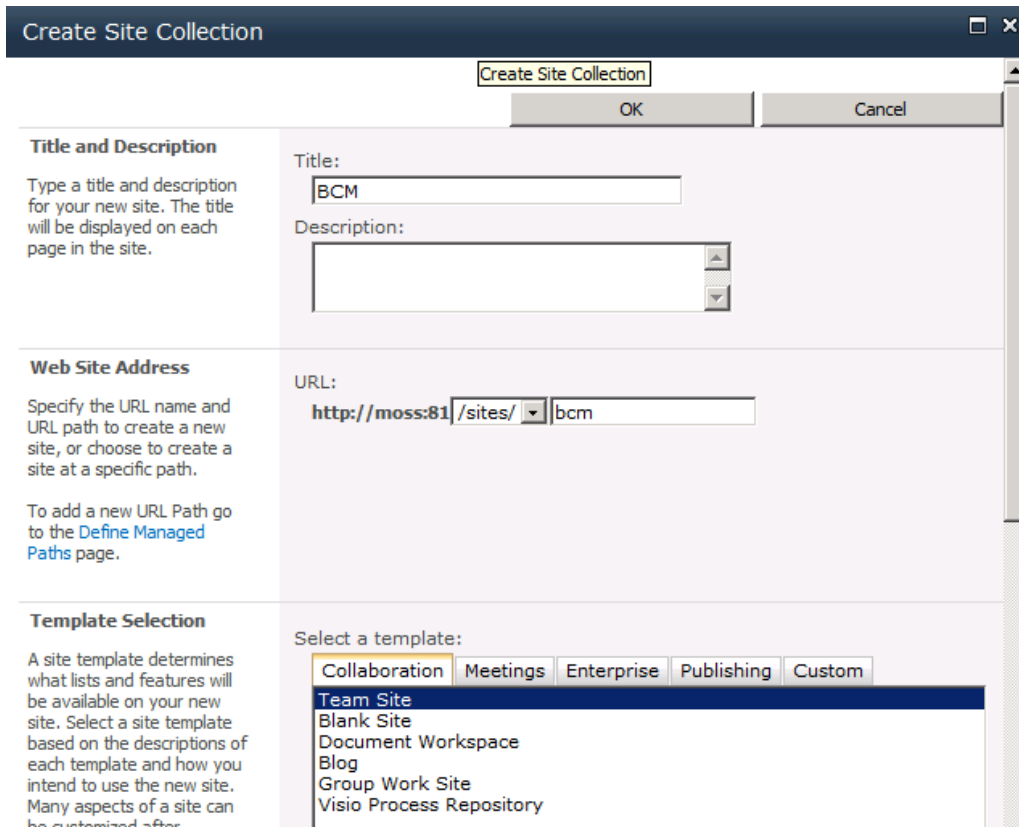 Create Site Collection
Create Site Collection
OK
Cancel
Title and Description
Type a title and description
for your new site. The title
will be displayed on each
page in the site.
Title:
BCM
Description:
Web Site Address
Specify the URL name and
URL path to create a new
site, or choose to create a
site at a specific path.
To add a new URL Path go
to the Define Managed
Paths page.
URL:
http://moss:81 /sites/ bcm
Template Selection
A site template determines
what lists and features will
be available on your new
site. Select a site template
based on the descriptions of
each template and how you
intend to use the new site.
Many aspects of a site can
be customized after
Select a template:
Collaboration Meetings Enterprise Publishing Custom
Team Site
Blank Site
Document Workspace
Blog
Group Work Site
Visio Process Repository